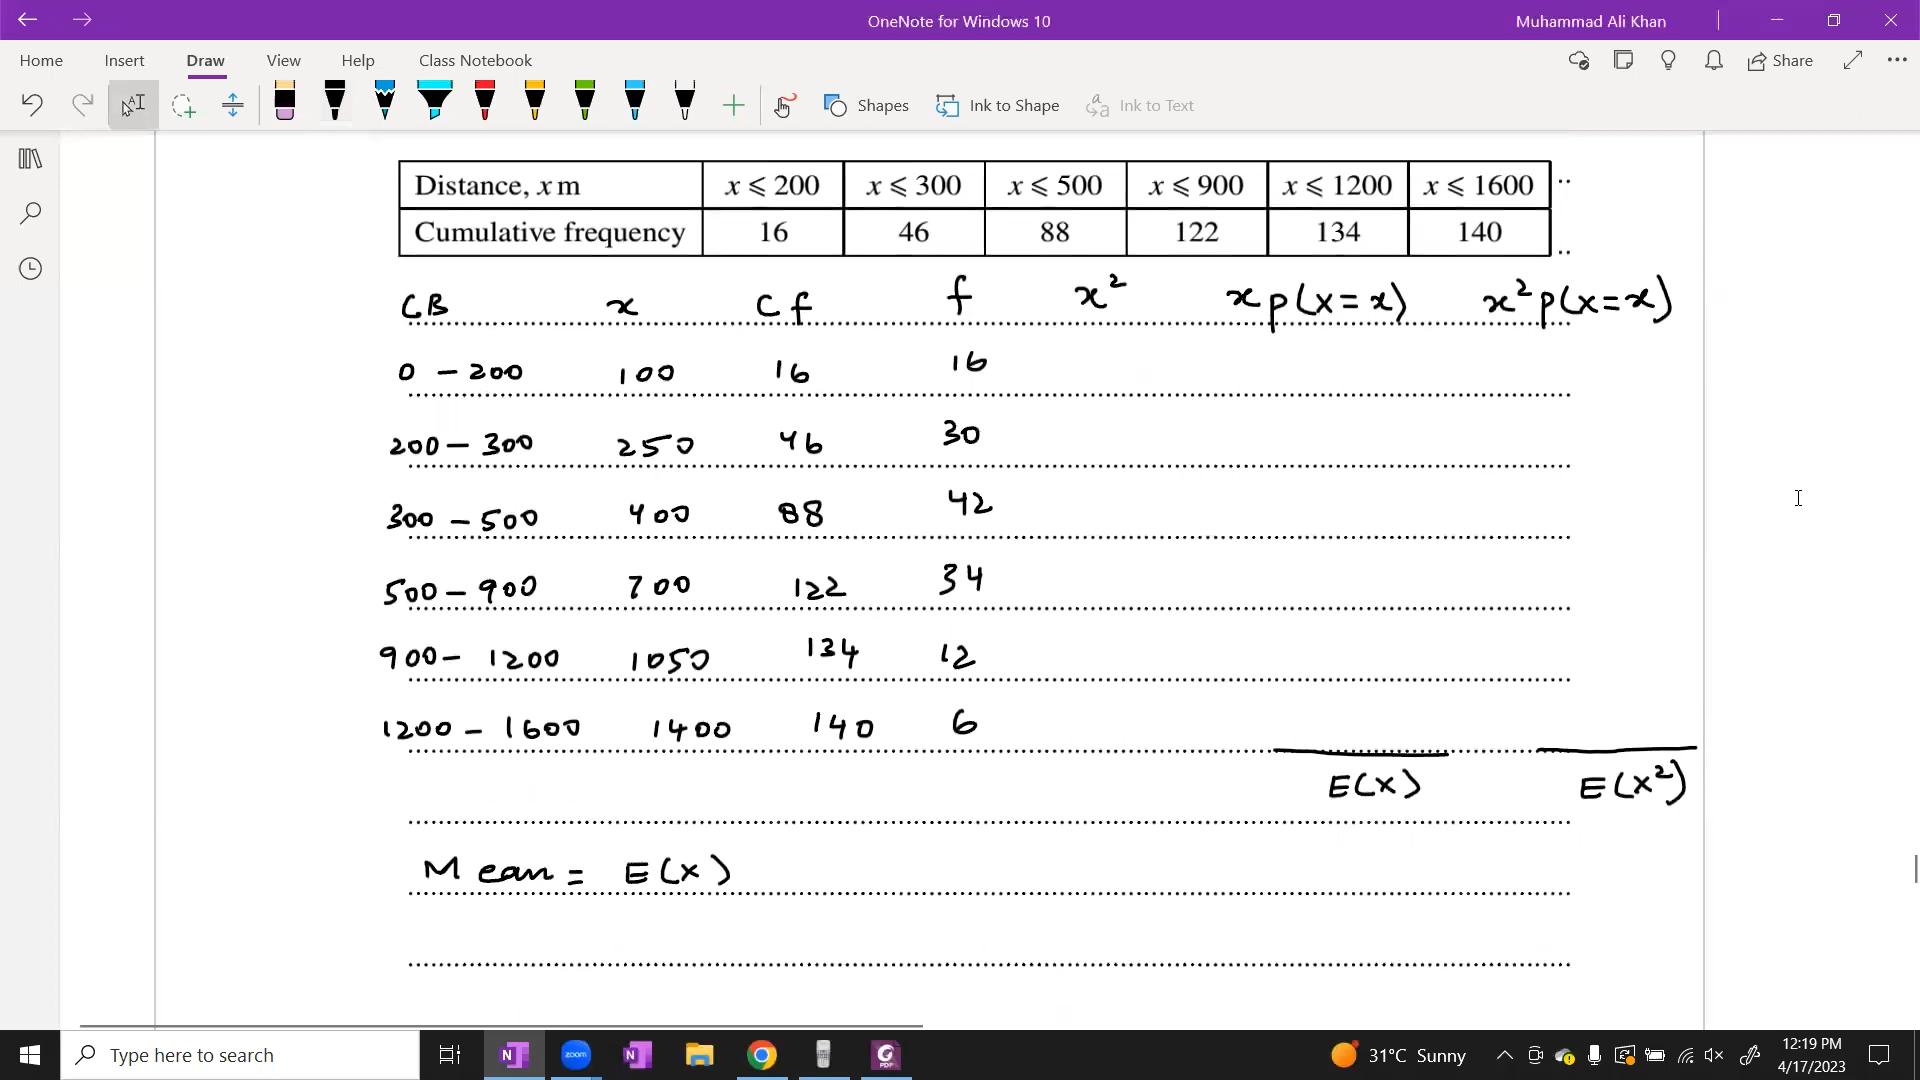 OneNote for Windows 10
Muhammad Ali Khan
Home Insert Draw View Help Class Notebook
Share
Shapes Ink to Shape Ink to Text
Distance, x m x ⩽ 200 x ⩽ 300 x ⩽ 500 x ⩽ 900 x ⩽ 1200 x ⩽ 1600
Cumulative frequency 16 46 88 122 134 140
CB x Cf f x² x p(X=x) x² p(X=x)
0 – 200 100 16 16
200 – 300 250 46 30
300 – 500 400 88 42
500 – 900 700 122 34
900 – 1200 1050 134 12
1200 – 1600 1400 140 6
E(X) E(X²)
Mean = E(X)
Type here to search
zoom
31°C Sunny
12:19 PM
4/17/2023